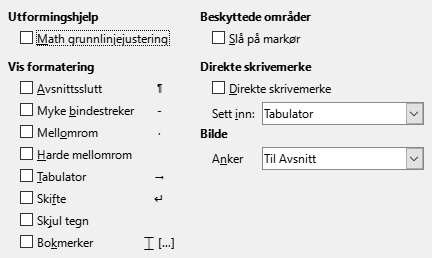 Utformingshjelp
Math grunnlinjejustering
Vis formatering
Avsnittsslutt ¶
Myke bindestreker -
Mellomrom ·
Harde mellomrom
Tabulator →
Skifte ↵
Skjul tegn
Bokmerker ⌶ [...]
Beskyttede områder
Slå på markør
Direkte skrivemerke
Direkte skrivemerke
Sett inn: Tabulator
Bilde
Anker Til Avsnitt